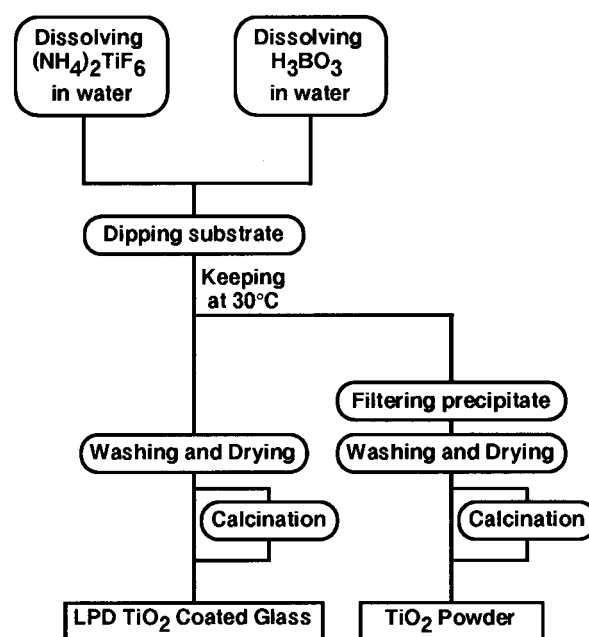 Dissolving
(NH4)2TiF6
in water
Dissolving
H3BO3
in water
Dipping substrate
Keeping
at 30°C
Filtering precipitate
Washing and Drying
Washing and Drying
Calcination
Calcination
LPD TiO2 Coated Glass
TiO2 Powder